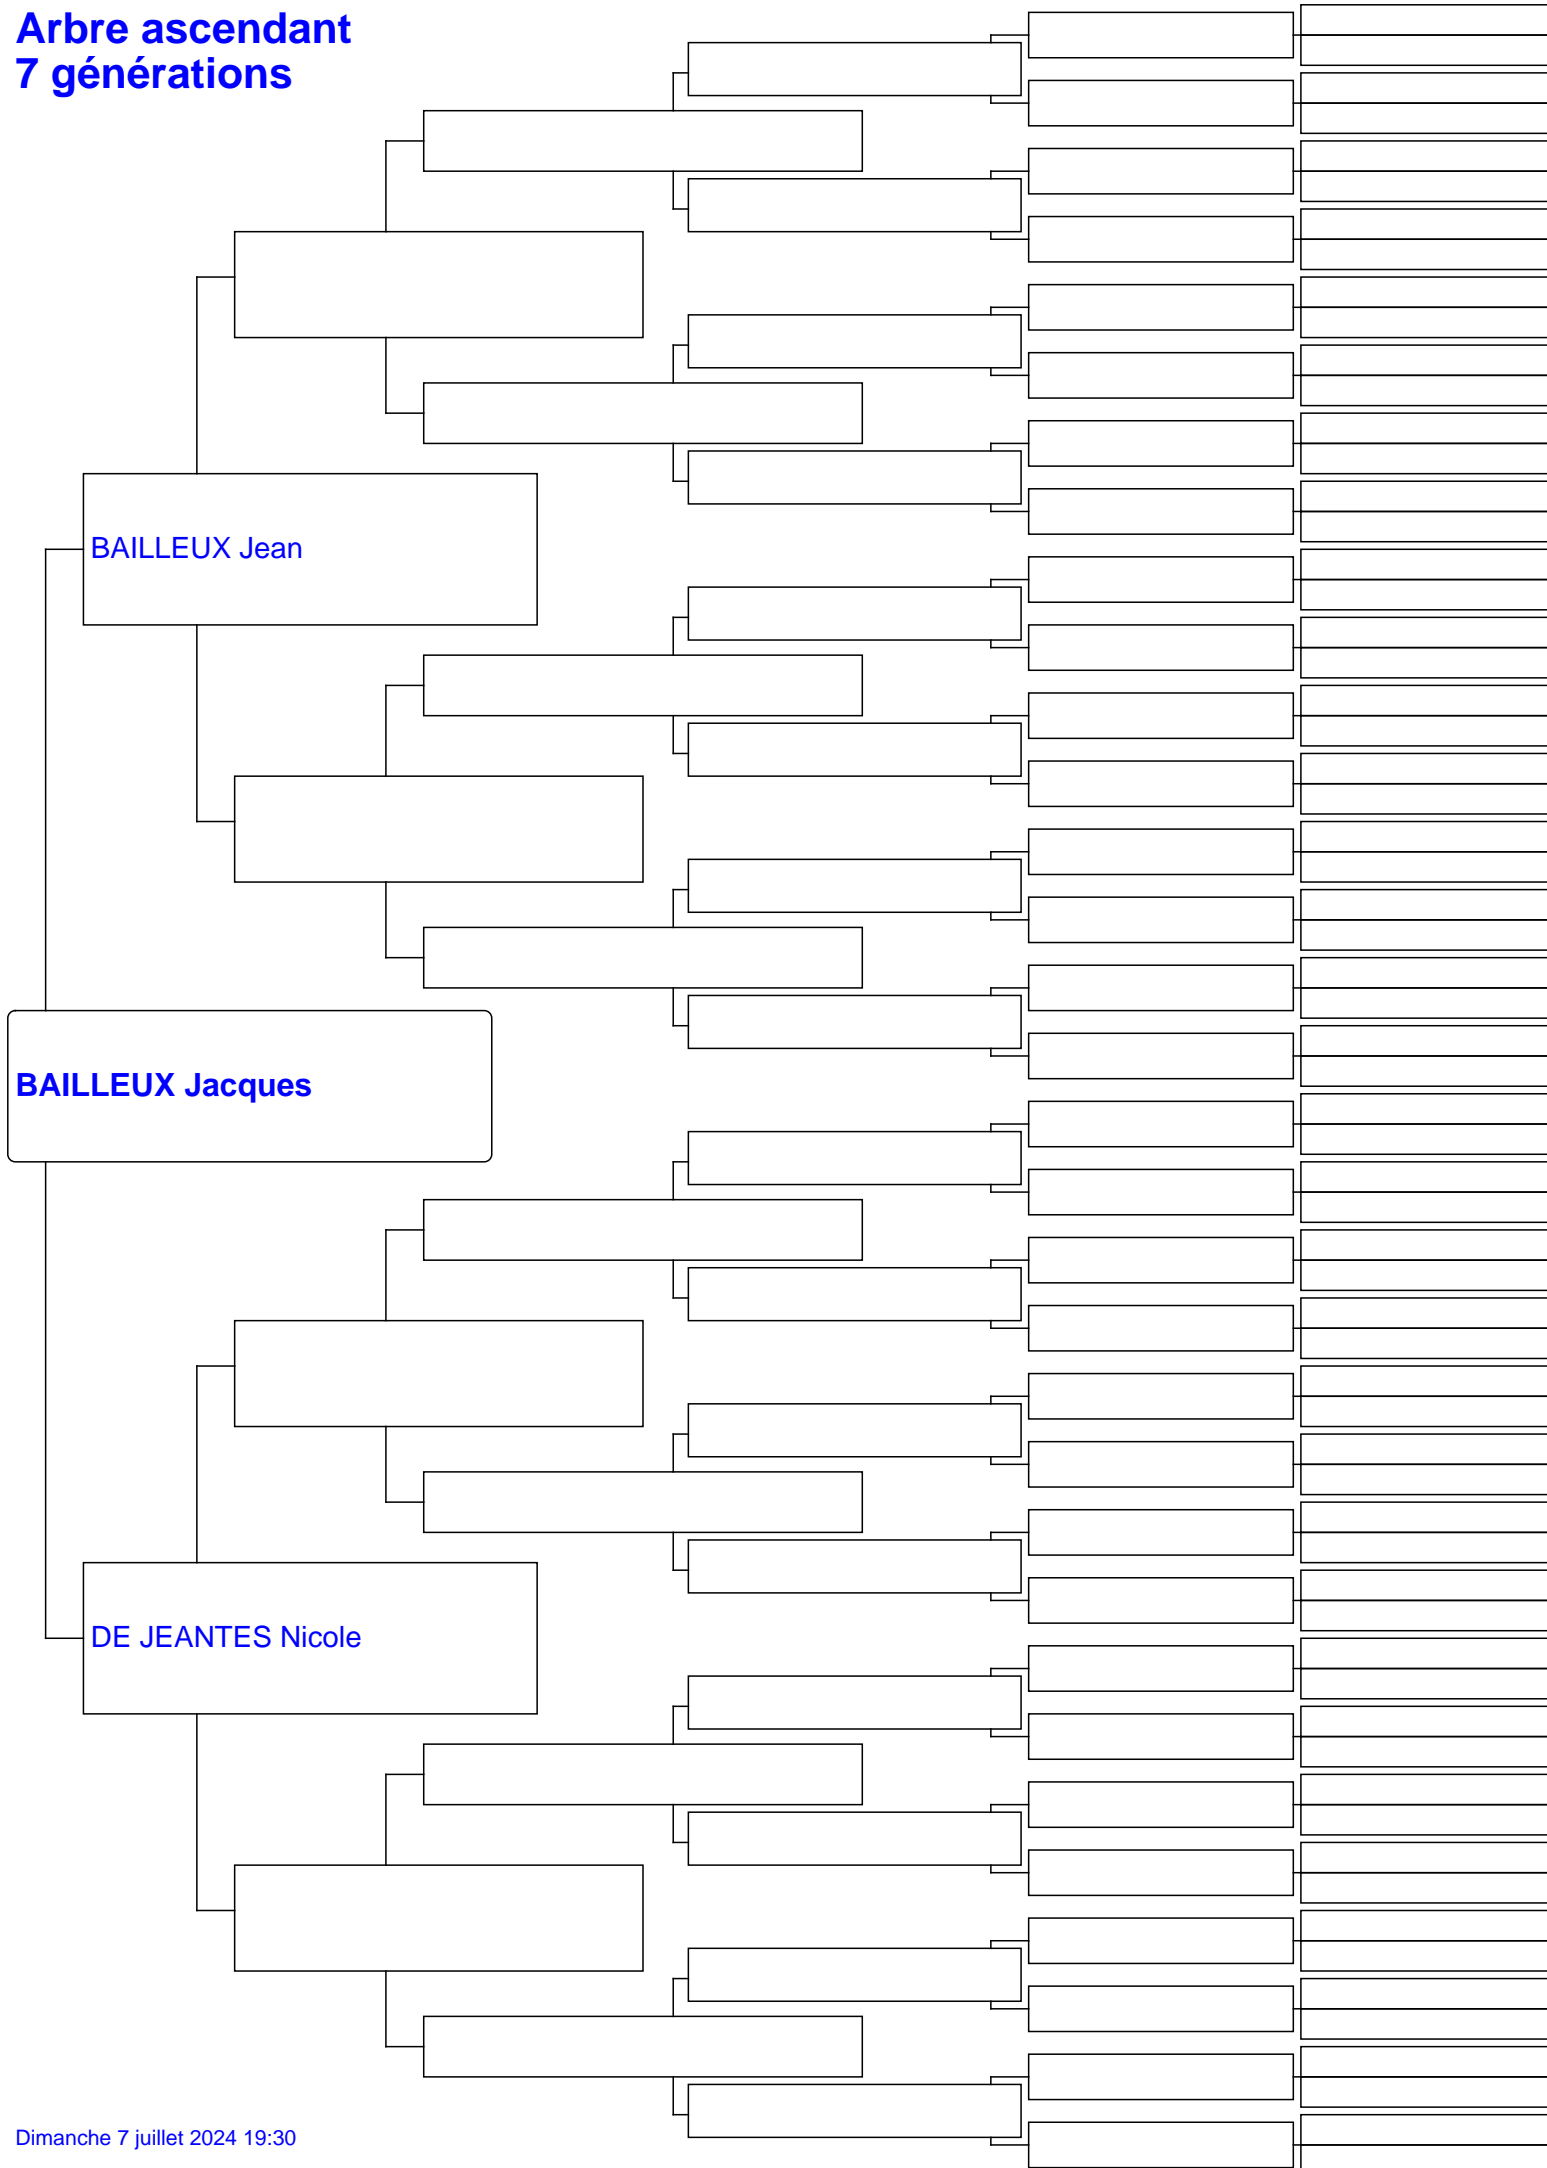 Arbre ascendant
7 générations
BAILLEUX Jean
BAILLEUX Jacques
DE JEANTES Nicole
Dimanche 7 juillet 2024 19:30